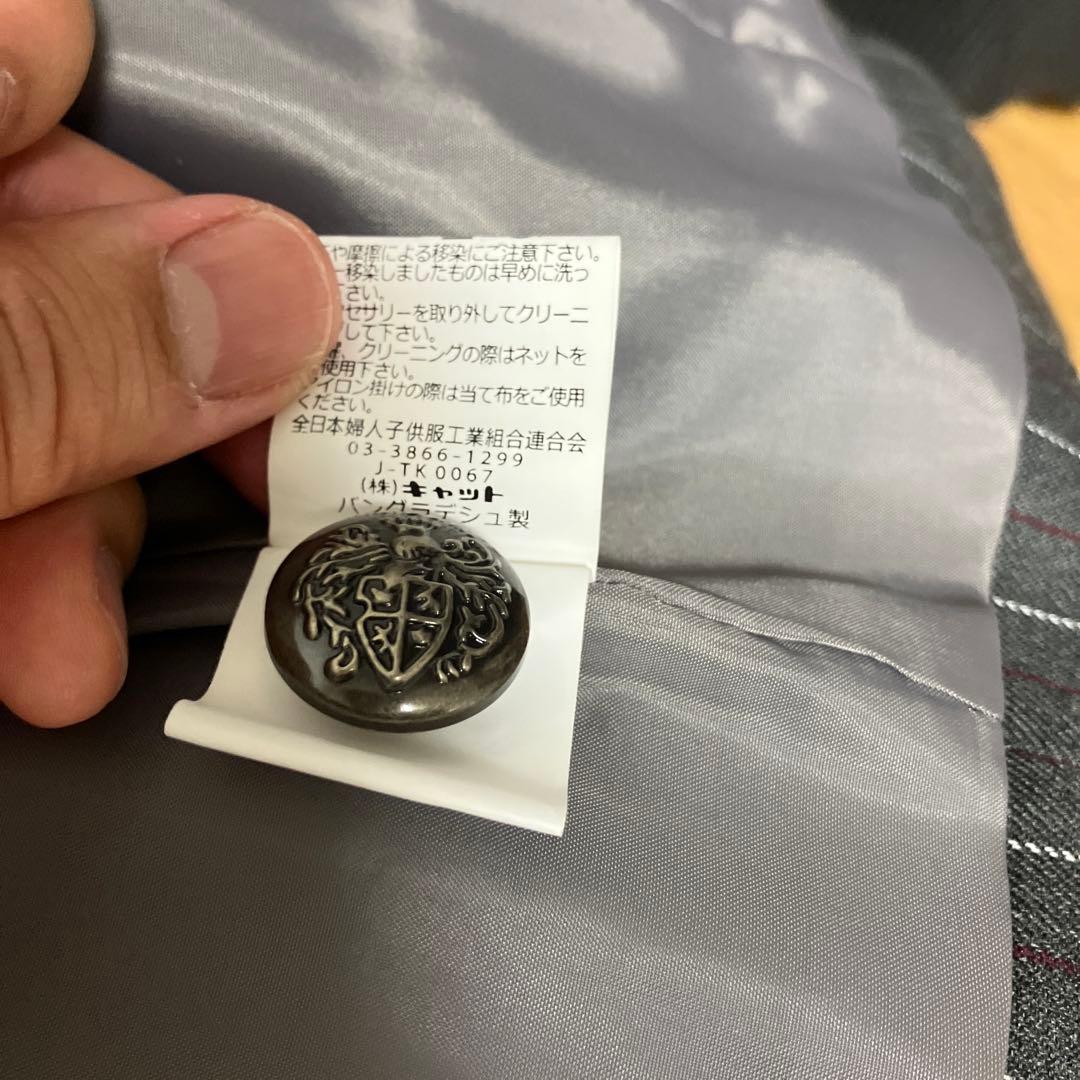 や摩擦による移染にご注意下さい。
一移染しましたものは早めに洗っ
さい。
セサリーを取り外してクリーニ
して下さい。
、クリーニングの際はネットを
使用下さい。
イロン掛けの際は当て布をご使用
ください。
全日本婦人子供服工業組合連合会
03-3866-1299
J-TK0067
(株)キャット
バングラデシュ製